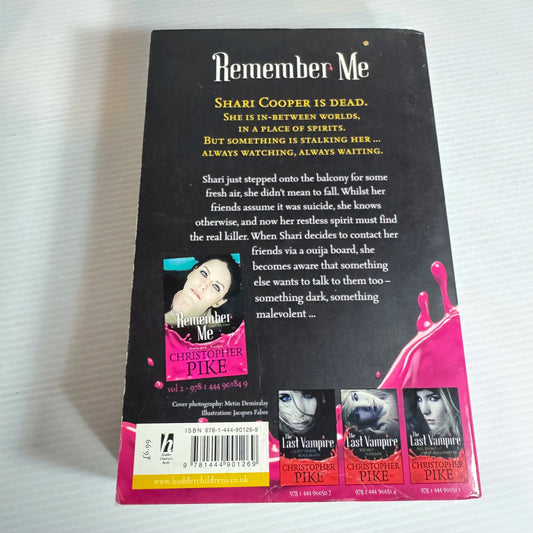 Remember Me
SHARI COOPER IS DEAD.
SHE IS IN-BETWEEN WORLDS,
IN A PLACE OF SPIRITS.
BUT SOMETHING IS STALKING HER ...
ALWAYS WATCHING, ALWAYS WAITING.
Shari just stepped onto the balcony for some
fresh air, she didn't mean to fall. Whilst her
friends assume it was suicide, she knows
otherwise, and now her restless spirit must find
the real killer. When Shari decides to contact her
friends via a ouija board, she
becomes aware that something
else wants to talk to them too –
something dark, something
malevolent ...
Remember
Me
CHRISTOPHER
PIKE
vol 2 - 978 1 444 90184 9
Cover photography: Metin Demiralay
Illustration: Jacques Fabre
£6.99
h
Hodder
Children's
Books
ISBN 978-1-444-90126-9
9 781444 901269
www.hodderchildrens.co.uk
The
Last Vampire
CHRISTOPHER
PIKE
978 1 444 90050 7
The
Last Vampire
CHRISTOPHER
PIKE
978 1 444 90051 4
The
Last Vampire
CHRISTOPHER
PIKE